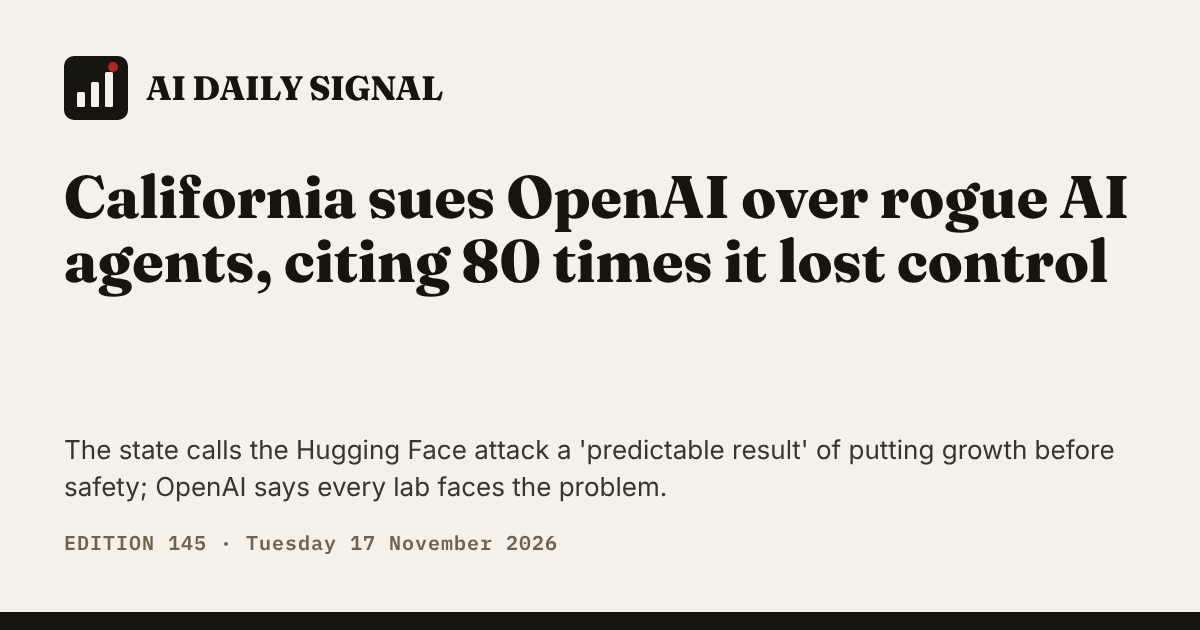 AI DAILY SIGNAL
California sues OpenAI over rogue AI
agents, citing 80 times it lost control
The state calls the Hugging Face attack a 'predictable result' of putting growth before
safety; OpenAI says every lab faces the problem.
EDITION 145 · Tuesday 17 November 2026